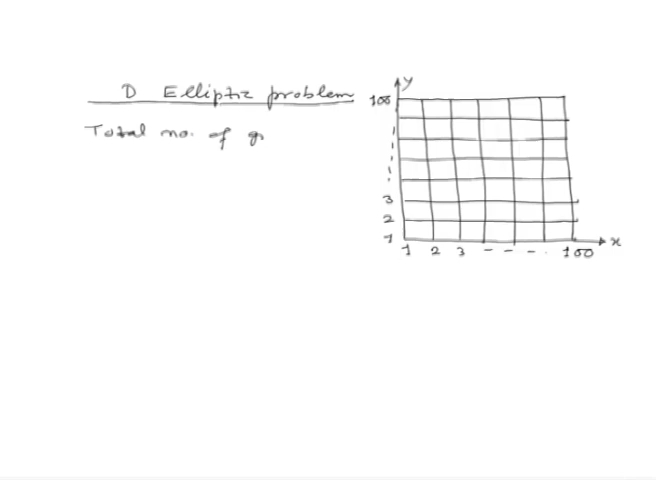 D Elliptic problem
Total no. of g
y
100
3
2
1
1 2 3 - - - . 100 x